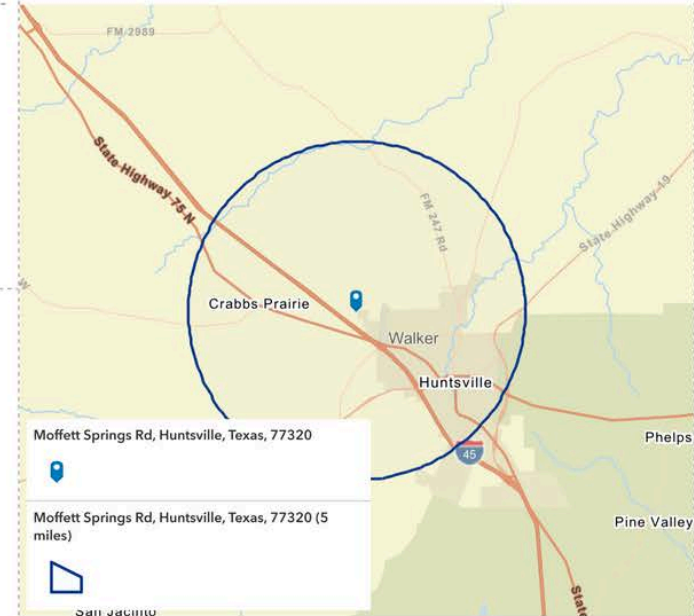 FM 2989
State Highway 75 N
FM 247 Rd
State Highway 19
W
Crabbs Prairie
Walker
Huntsville
45
Phelps
Pine Valley
Moffett Springs Rd, Huntsville, Texas, 77320
Moffett Springs Rd, Huntsville, Texas, 77320 (5
miles)
San Jacinto
State